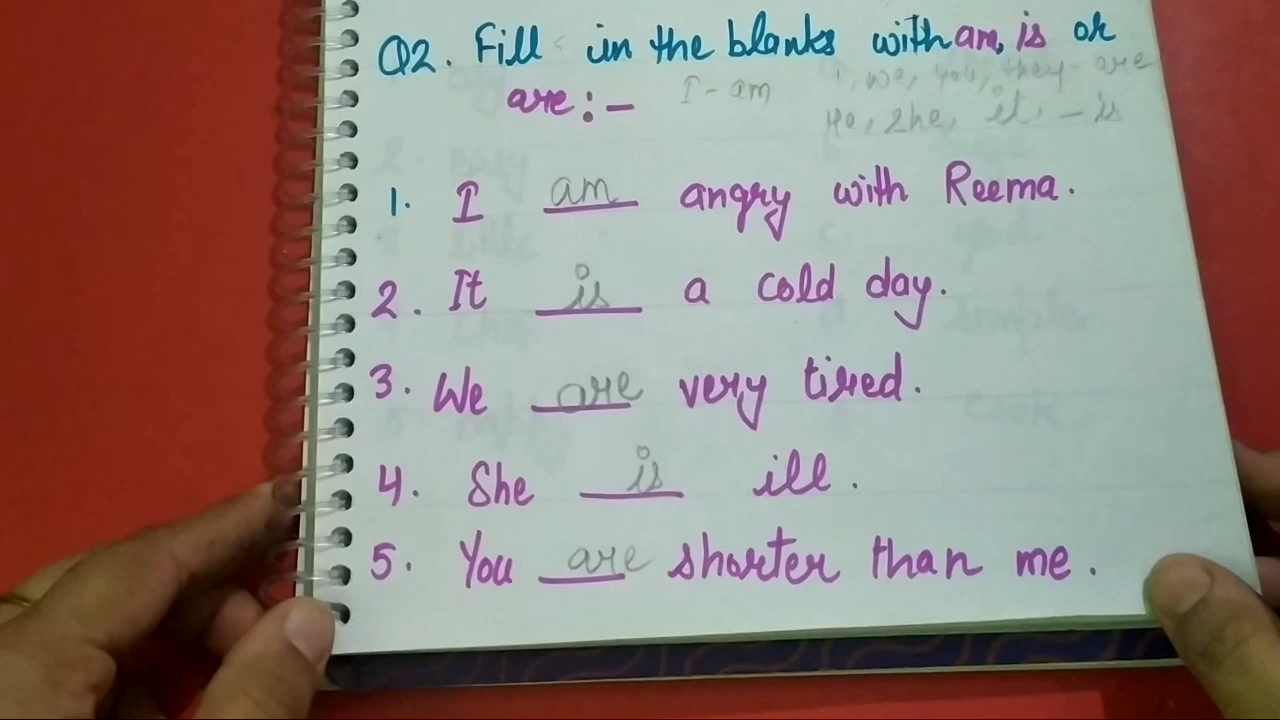 Q2. Fill in the blanks with am, is or
are:-
I - am
I, we, you, they - are
He, she, it, - is
1. I am angry with Reema.
2. It is a cold day.
3. We are very tired.
4. She is ill.
5. You are shorter than me.